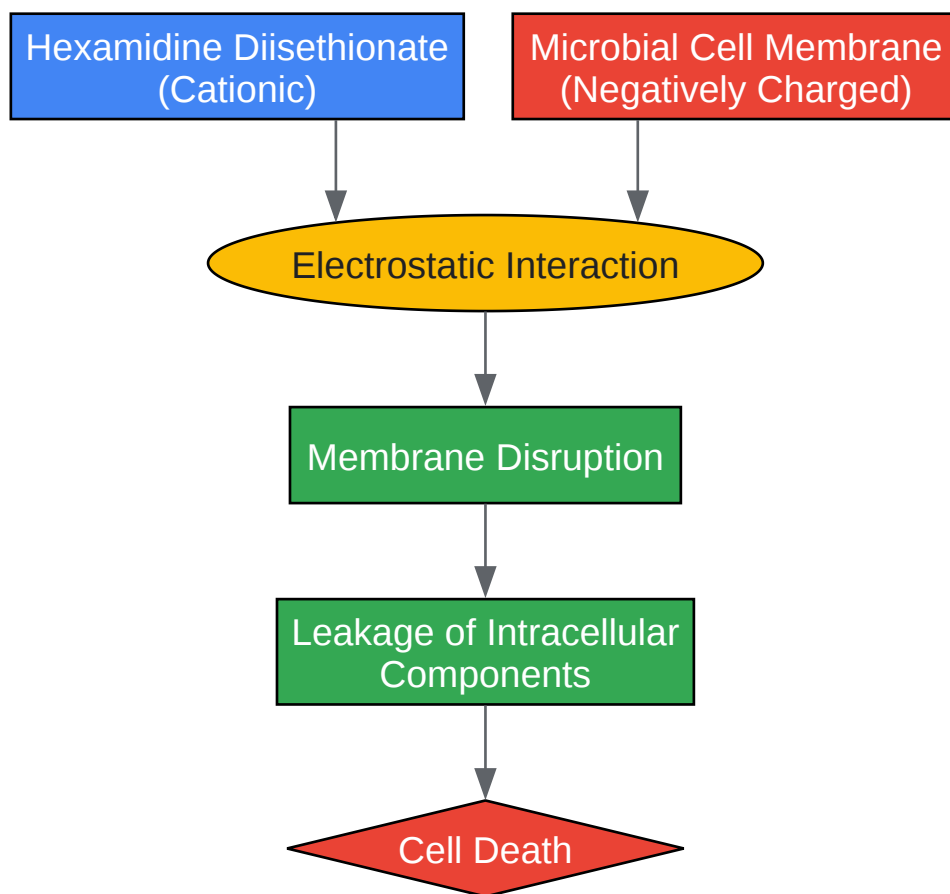 Hexamidine Diisethionate
(Cationic)
Microbial Cell Membrane
(Negatively Charged)
Electrostatic Interaction
Membrane Disruption
Leakage of Intracellular
Components
Cell Death